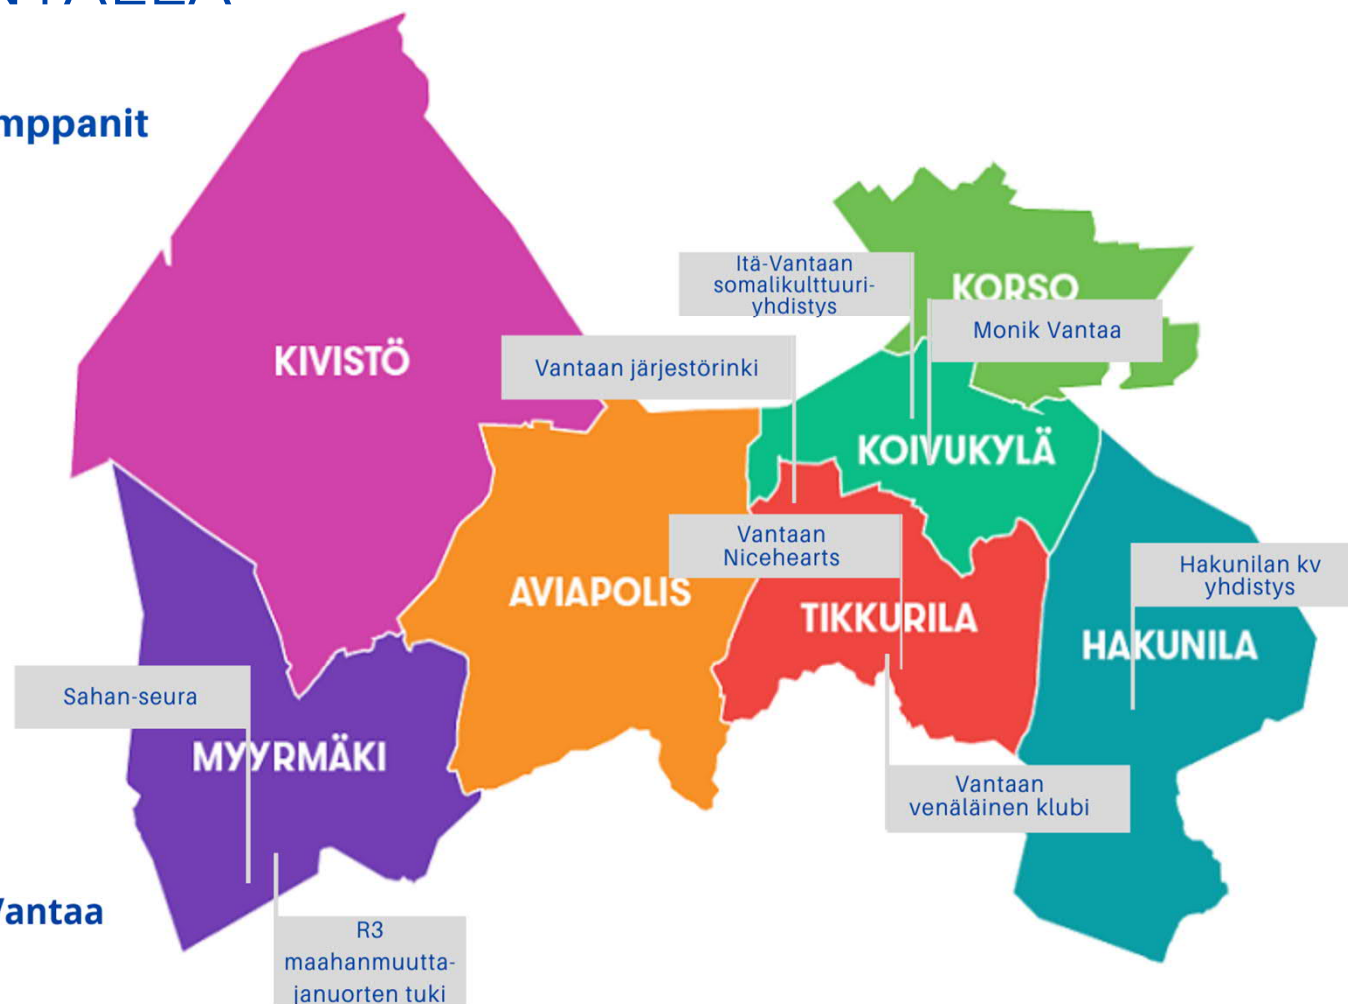 mppanit
KIVISTÖ
Itä-Vantaan
somalikulttuuri-
yhdistys
KORSO
Monik Vantaa
Vantaan järjestörinki
KOIVUKYLÄ
Vantaan
Nicehearts
AVIAPOLIS
TIKKURILA
Hakunilan kv
yhdistys
HAKUNILA
Sahan-seura
MYYRMÄKI
Vantaan
venäläinen klubi
Vantaa
R3
maahanmuutta-
januorten tuki